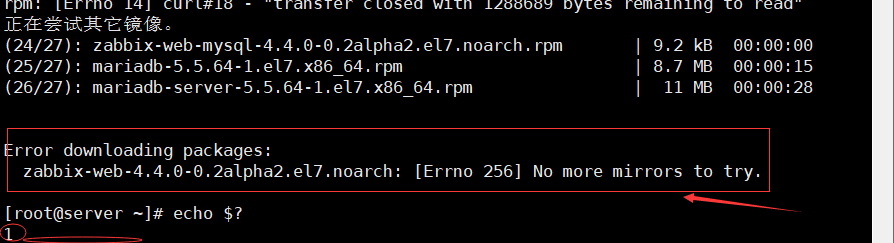 rpm: [Errno 14] curl#18 - "transfer closed with 1288689 bytes remaining to read"
正在尝试其它镜像。
(24/27): zabbix-web-mysql-4.4.0-0.2alpha2.el7.noarch.rpm | 9.2 kB 00:00:00
(25/27): mariadb-5.5.64-1.el7.x86_64.rpm | 8.7 MB 00:00:15
(26/27): mariadb-server-5.5.64-1.el7.x86_64.rpm | 11 MB 00:00:28
Error downloading packages:
zabbix-web-4.4.0-0.2alpha2.el7.noarch: [Errno 256] No more mirrors to try.
[root@server ~]# echo $?
1